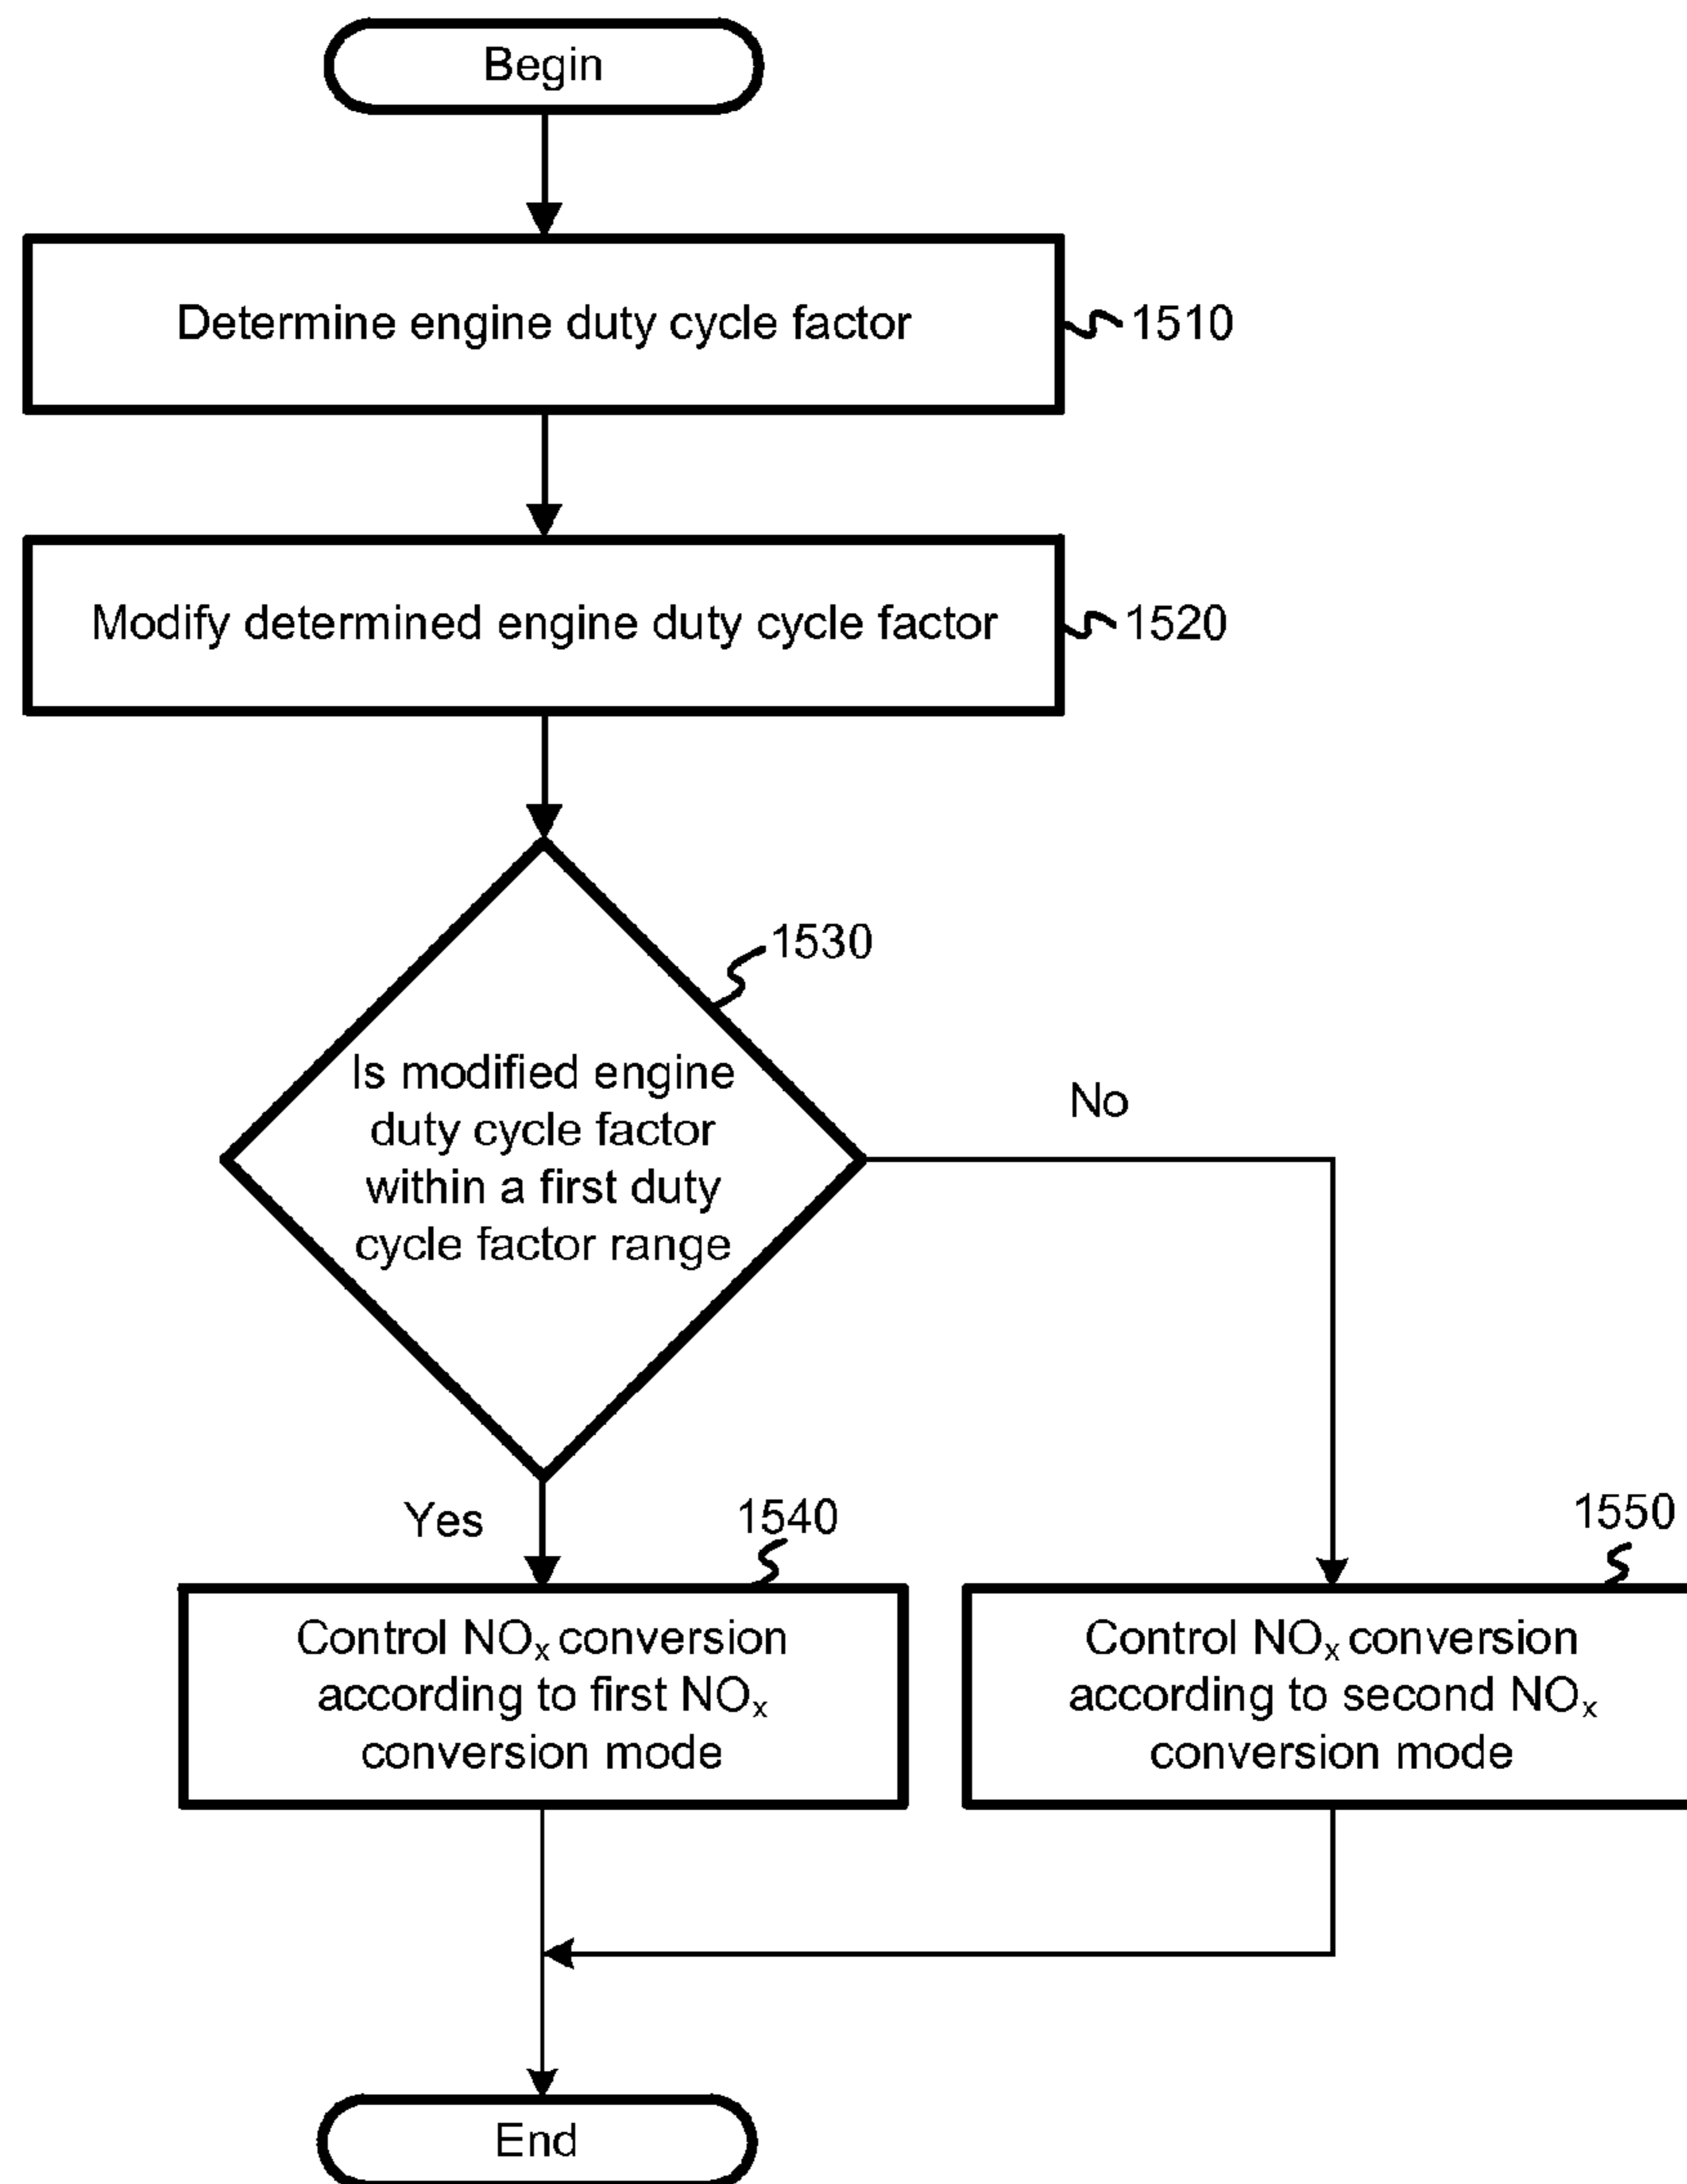 Begin
Determine engine duty cycle factor
1510
Modify determined engine duty cycle factor
1520
1530
Is modified engine
duty cycle factor
within a first duty
cycle factor range
No
Yes
1540
1550
Control NOx conversion
according to first NOx
conversion mode
Control NOx conversion
according to second NOx
conversion mode
End